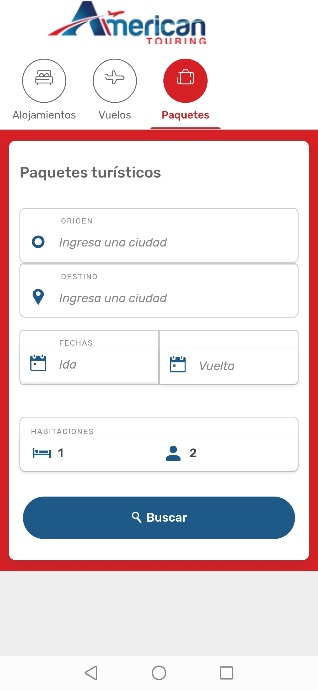 American
TOURING
Alojamientos Vuelos Paquetes
Paquetes turísticos
ORIGEN
Ingresa una ciudad
DESTINO
Ingresa una ciudad
FECHAS
Ida Vuelta
HABITACIONES
1 2
Buscar